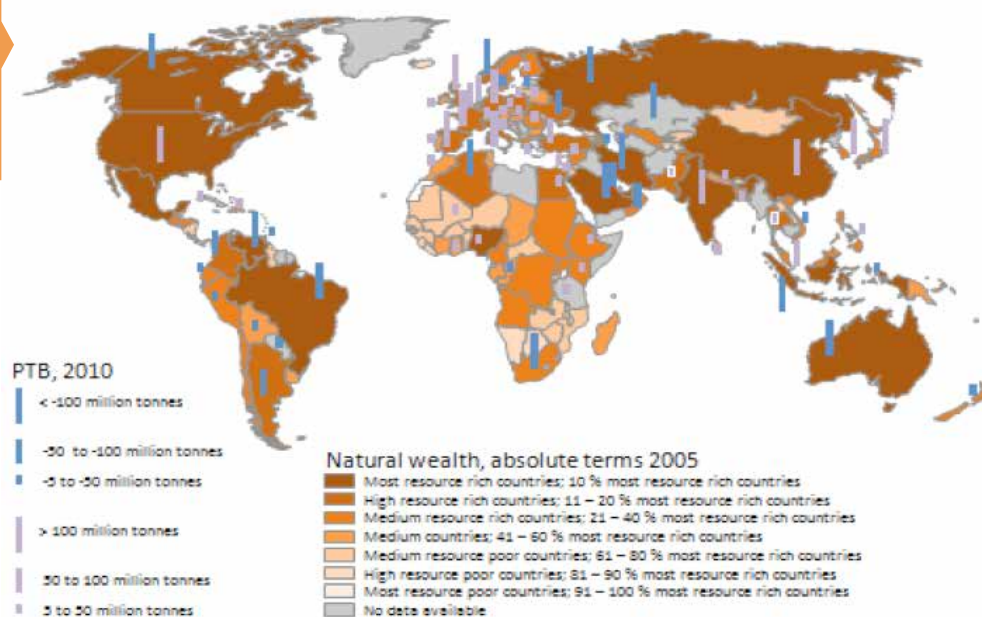 PTB, 2010
< -100 million tonnes
-50 to -100 million tonnes
-5 to -50 million tonnes
> 100 million tonnes
50 to 100 million tonnes
5 to 50 million tonnes
Natural wealth, absolute terms 2005
Most resource rich countries; 10 % most resource rich countries
High resource rich countries; 11 – 20 % most resource rich countries
Medium resource rich countries; 21 – 40 % most resource rich countries
Medium countries; 41 – 60 % most resource rich countries
Medium resource poor countries; 61 – 80 % most resource rich countries
High resource poor countries; 81 – 90 % most resource rich countries
Most resource poor countries; 91 – 100 % most resource rich countries
No data available